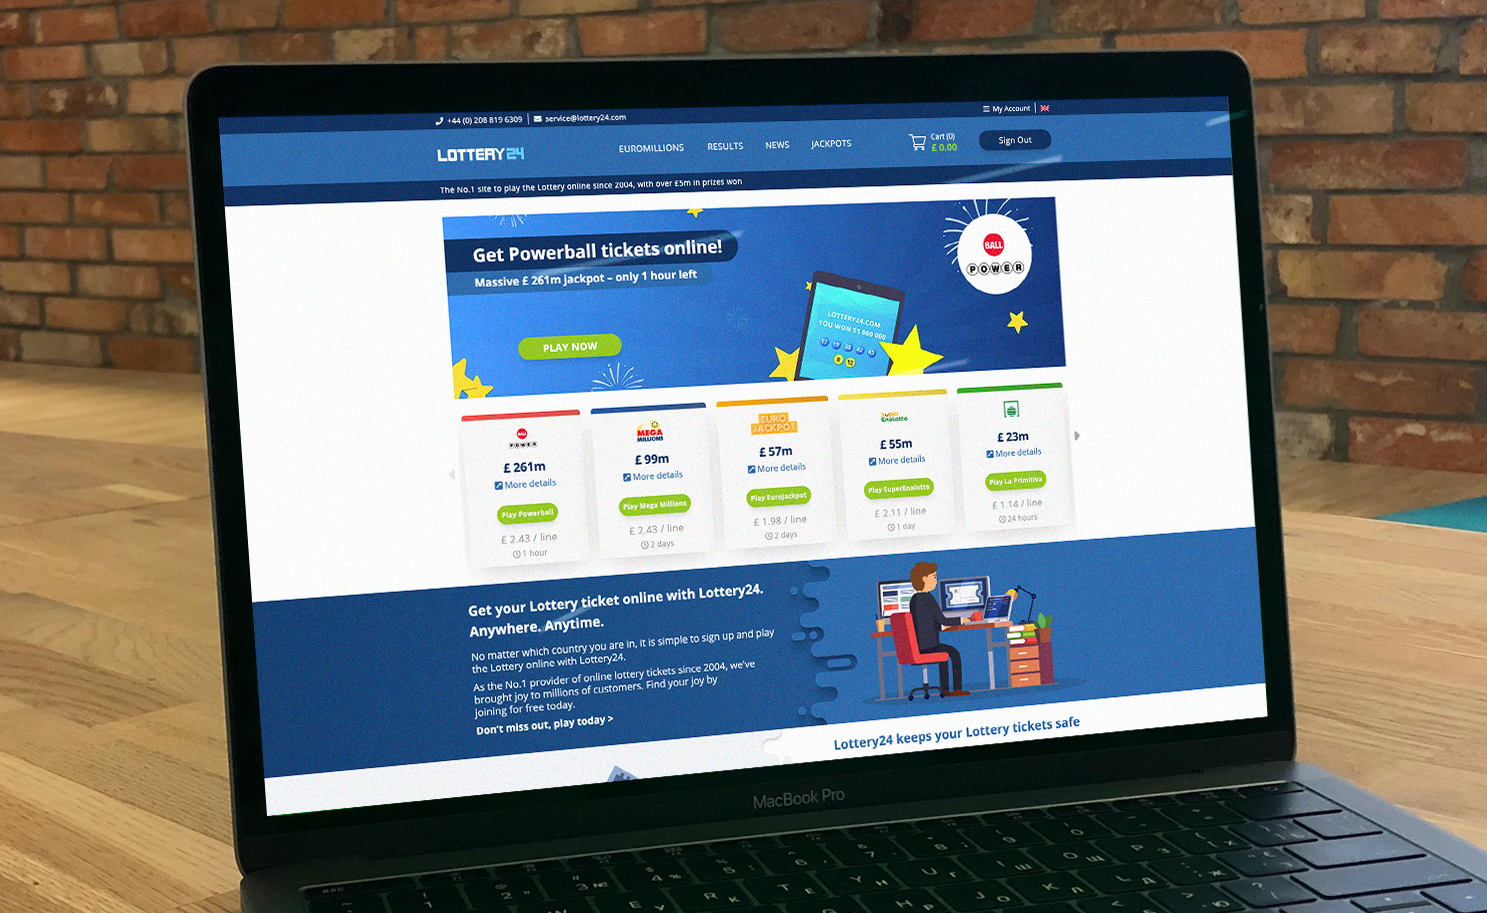 +44 (0) 208 819 6309 | service@lottery24.com
My Account
LOTTERY24
EUROMILLIONS RESULTS NEWS JACKPOTS
Cart (0)
£ 0.00
Sign Out
The No.1 site to play the Lottery online since 2004, with over £5m in prizes won
Get Powerball tickets online!
Massive £ 261m Jackpot – only 1 hour left
PLAY NOW
BALL
POWER
LOTTERY24.COM
YOU WON $1 000 000
BALL
POWER
£ 261m
More details
Play Powerball
£ 2.43 / line
1 hour
MEGA
MILLIONS
£ 99m
More details
Play Mega Millions
£ 2.43 / line
2 days
EURO
JACKPOT
£ 57m
More details
Play Eurojackpot
£ 1.98 / line
2 days
EnaLotto
£ 55m
More details
Play SuperEnalotto
£ 2.11 / line
1 day
£ 23m
More details
Play La Primitiva
£ 1.14 / line
24 hours
Get your Lottery ticket online with Lottery24.
Anywhere. Anytime.
No matter which country you are in, it is simple to sign up and play
the Lottery online with Lottery24.
As the No.1 provider of online lottery tickets since 2004, we've
brought joy to millions of customers. Find your joy by
joining for free today.
Don't miss out, play today >
Lottery24 keeps your Lottery tickets safe
MacBook Pro